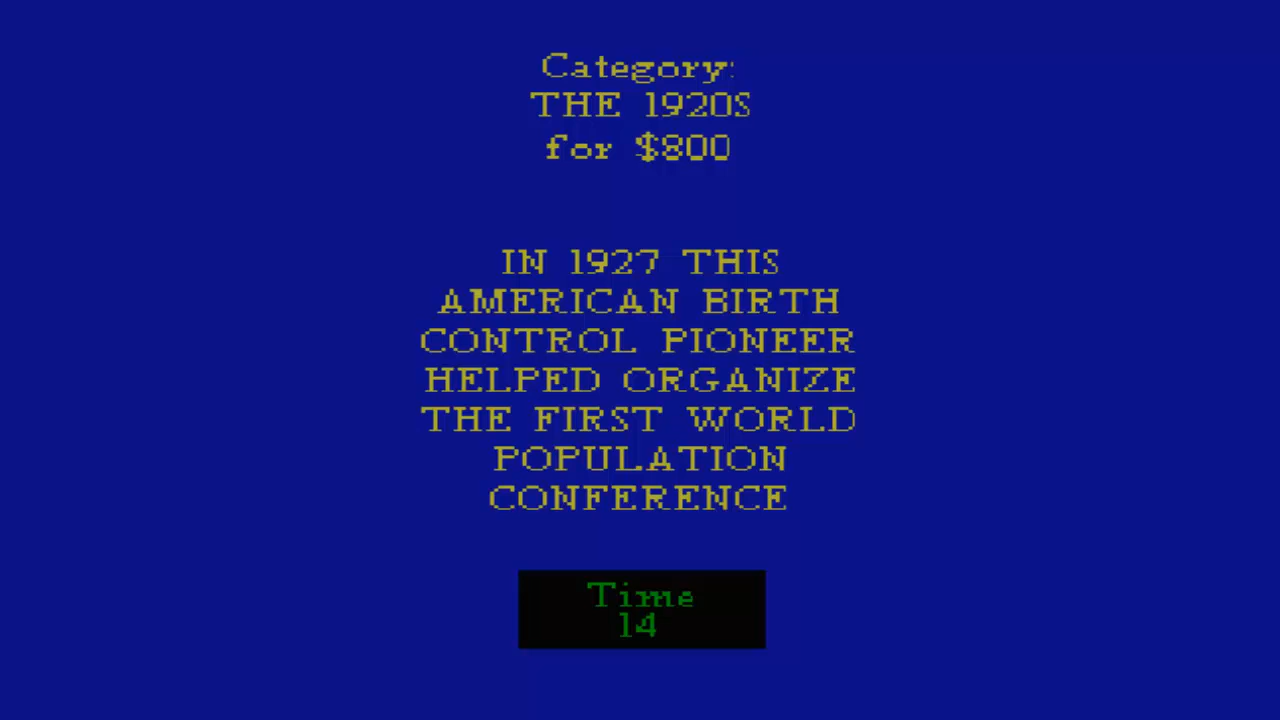 Category:
THE 1920S
for $800
IN 1927 THIS
AMERICAN BIRTH
CONTROL PIONEER
HELPED ORGANIZE
THE FIRST WORLD
POPULATION
CONFERENCE
Time
14